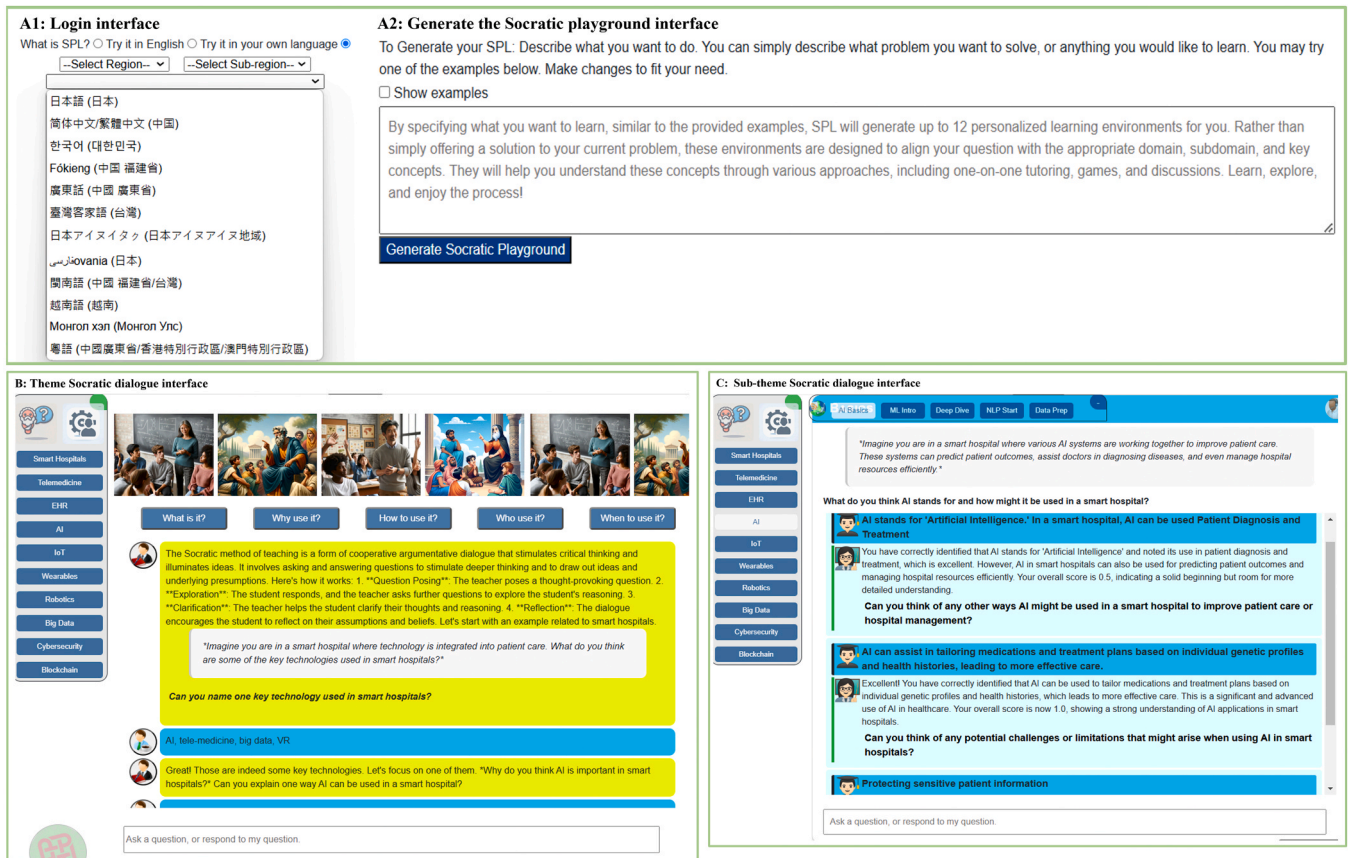 A1: Login interface
What is SPL? Try it in English Try it in your own language
--Select Region-- --Select Sub-region--
日本語 (日本)
简体中文/繁體中文 (中国)
한국어 (대한민국)
Fókieng (中国 福建省)
廣東話 (中國 廣東省)
臺灣客家語 (台灣)
日本アイヌイタㇰ (日本アイヌアイヌ地域)
فارسیovania (日本)
閩南語 (中國 福建省/台灣)
越南語 (越南)
Монгол хэл (Монгол Улс)
粵語 (中國廣東省/香港特別行政區/澳門特別行政區)
A2: Generate the Socratic playground interface
To Generate your SPL: Describe what you want to do. You can simply describe what problem you want to solve, or anything you would like to learn. You may try
one of the examples below. Make changes to fit your need.
Show examples
By specifying what you want to learn, similar to the provided examples, SPL will generate up to 12 personalized learning environments for you. Rather than
simply offering a solution to your current problem, these environments are designed to align your question with the appropriate domain, subdomain, and key
concepts. They will help you understand these concepts through various approaches, including one-on-one tutoring, games, and discussions. Learn, explore,
and enjoy the process!
Generate Socratic Playground
B: Theme Socratic dialogue interface
Smart Hospitals
Telemedicine
EHR
AI
IoT
Wearables
Robotics
Big Data
Cybersecurity
Blockchain
What is it? Why use it? How to use it? Who use it? When to use it?
The Socratic method of teaching is a form of cooperative argumentative dialogue that stimulates critical thinking and
illuminates ideas. It involves asking and answering questions to stimulate deeper thinking and to draw out ideas and
underlying presumptions. Here's how it works: 1. **Question Posing**: The teacher poses a thought-provoking question. 2.
**Exploration**: The student responds, and the teacher asks further questions to explore the student's reasoning. 3.
**Clarification**: The teacher helps the student clarify their thoughts and reasoning. 4. **Reflection**: The dialogue
encourages the student to reflect on their assumptions and beliefs. Let's start with an example related to smart hospitals.
"Imagine you are in a smart hospital where technology is integrated into patient care. What do you think
are some of the key technologies used in smart hospitals?"
Can you name one key technology used in smart hospitals?
AI, tele-medicine, big data, VR
Great! Those are indeed some key technologies. Let's focus on one of them. *Why do you think AI is important in smart
hospitals?* Can you explain one way AI can be used in a smart hospital?
Ask a question, or respond to my question.
C: Sub-theme Socratic dialogue interface
Smart Hospitals
Telemedicine
EHR
AI
IoT
Wearables
Robotics
Big Data
Cybersecurity
Blockchain
AI Basics ML Intro Deep Dive NLP Start Data Prep
"Imagine you are in a smart hospital where various AI systems are working together to improve patient care.
These systems can predict patient outcomes, assist doctors in diagnosing diseases, and even manage hospital
resources efficiently."
What do you think AI stands for and how might it be used in a smart hospital?
AI stands for 'Artificial Intelligence.' In a smart hospital, AI can be used Patient Diagnosis and
Treatment
You have correctly identified that AI stands for 'Artificial Intelligence' and noted its use in patient diagnosis and
treatment, which is excellent. However, AI in smart hospitals can also be used for predicting patient outcomes and
managing hospital resources efficiently. Your overall score is 0.5, indicating a solid beginning but room for more
detailed understanding.
Can you think of any other ways AI might be used in a smart hospital to improve patient care or
hospital management?
AI can assist in tailoring medications and treatment plans based on individual genetic profiles
and health histories, leading to more effective care.
Excellent! You have correctly identified that AI can be used to tailor medications and treatment plans based on
individual genetic profiles and health histories, which leads to more effective care. This is a significant and advanced
use of AI in healthcare. Your overall score is now 1.0, showing a strong understanding of AI applications in smart
hospitals.
Can you think of any potential challenges or limitations that might arise when using AI in smart
hospitals?
Protecting sensitive patient information
Ask a question, or respond to my question.